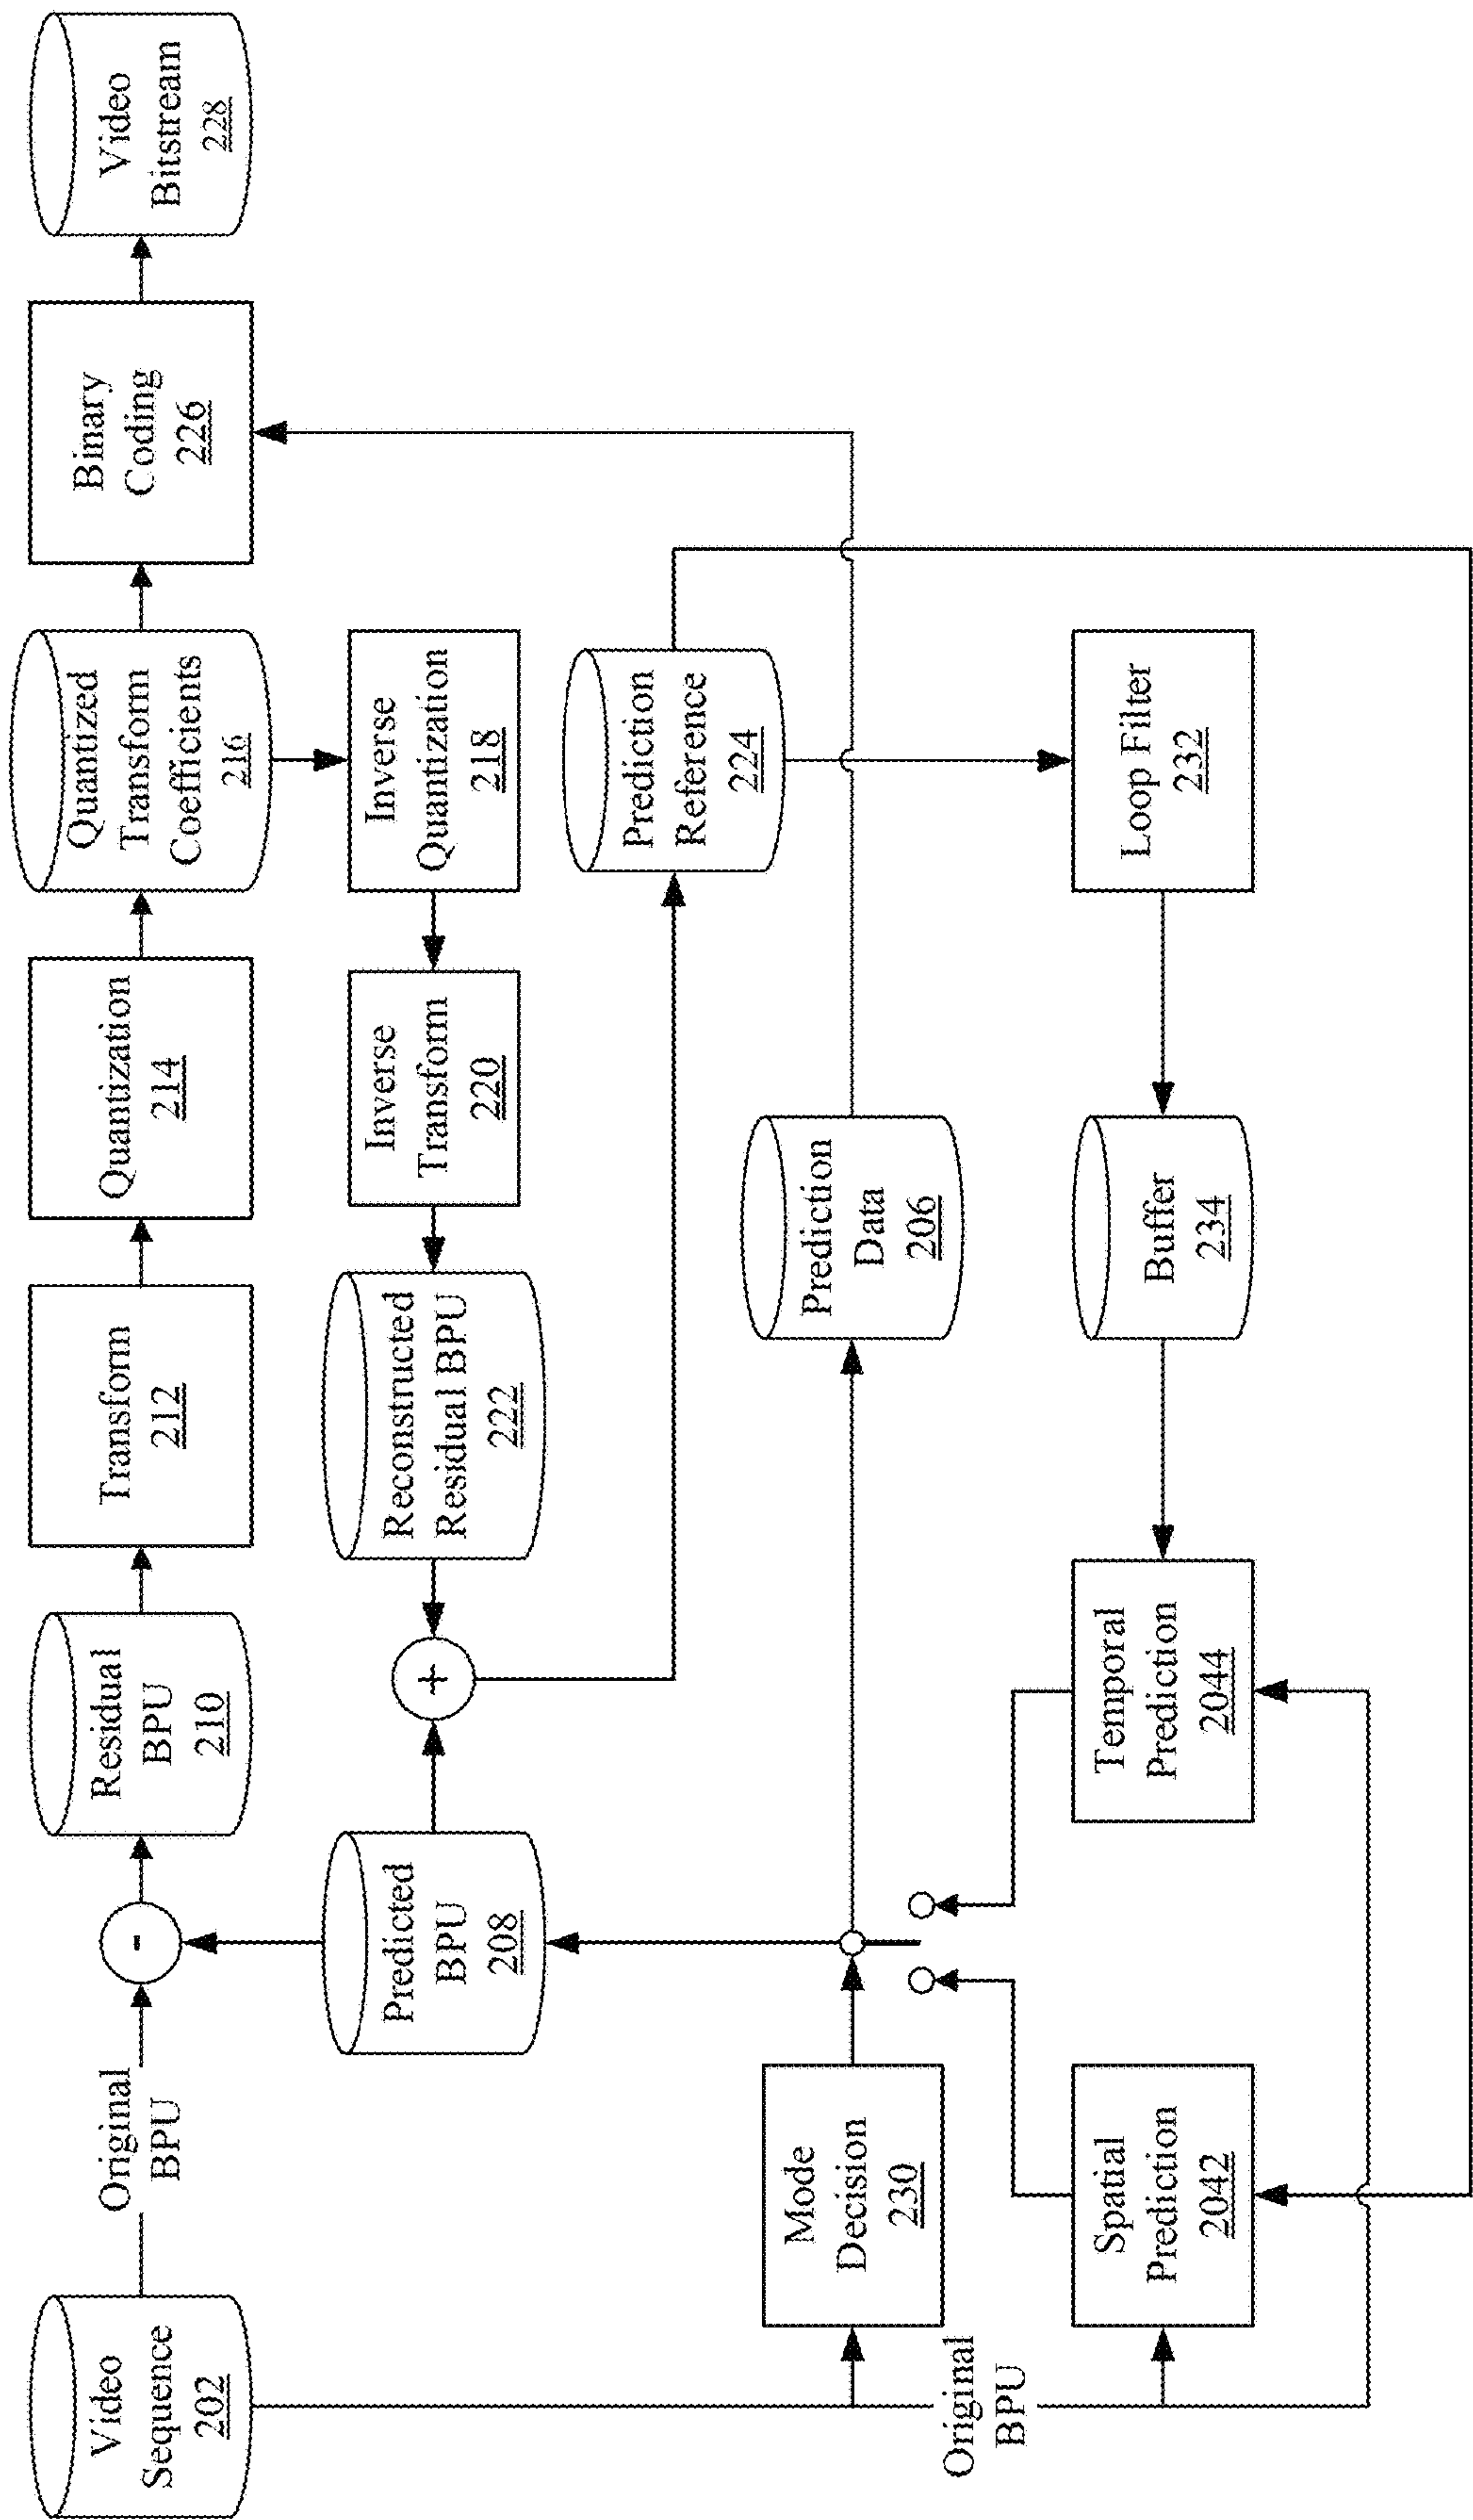 Video
Sequence
202
Original
BPU
-
Residual
BPU
210
Transform
212
Quantization
214
Quantized
Transform
Coefficients
216
Binary
Coding
226
Video
Bitstream
228
Predicted
BPU
208
+
Reconstructed
Residual BPU
222
Inverse
Transform
220
Inverse
Quantization
218
Prediction
Reference
224
Mode
Decision
230
Prediction
Data
206
Original
BPU
Spatial
Prediction
2042
Temporal
Prediction
2044
Buffer
234
Loop Filter
232